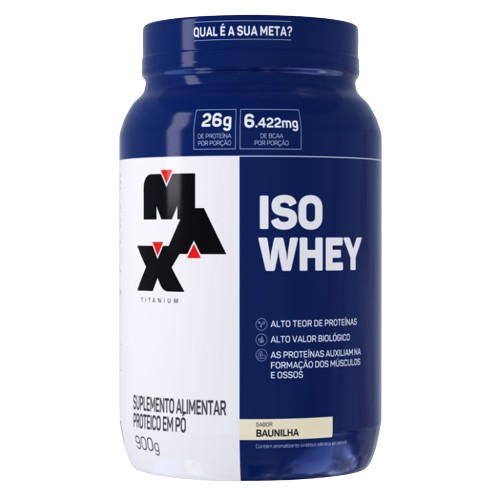 QUAL É A SUA META?
26g
DE PROTEÍNA
POR PORÇÃO
6.422mg
DE BCAA
POR PORÇÃO
MAX
TITANIUM
ISO
WHEY
ALTO TEOR DE PROTEÍNAS
ALTO VALOR BIOLÓGICO
AS PROTEÍNAS AUXILIAM NA
FORMAÇÃO DOS MÚSCULOS
E OSSOS
SUPLEMENTO ALIMENTAR
PROTEICO EM PÓ
900g
SABOR
BAUNILHA